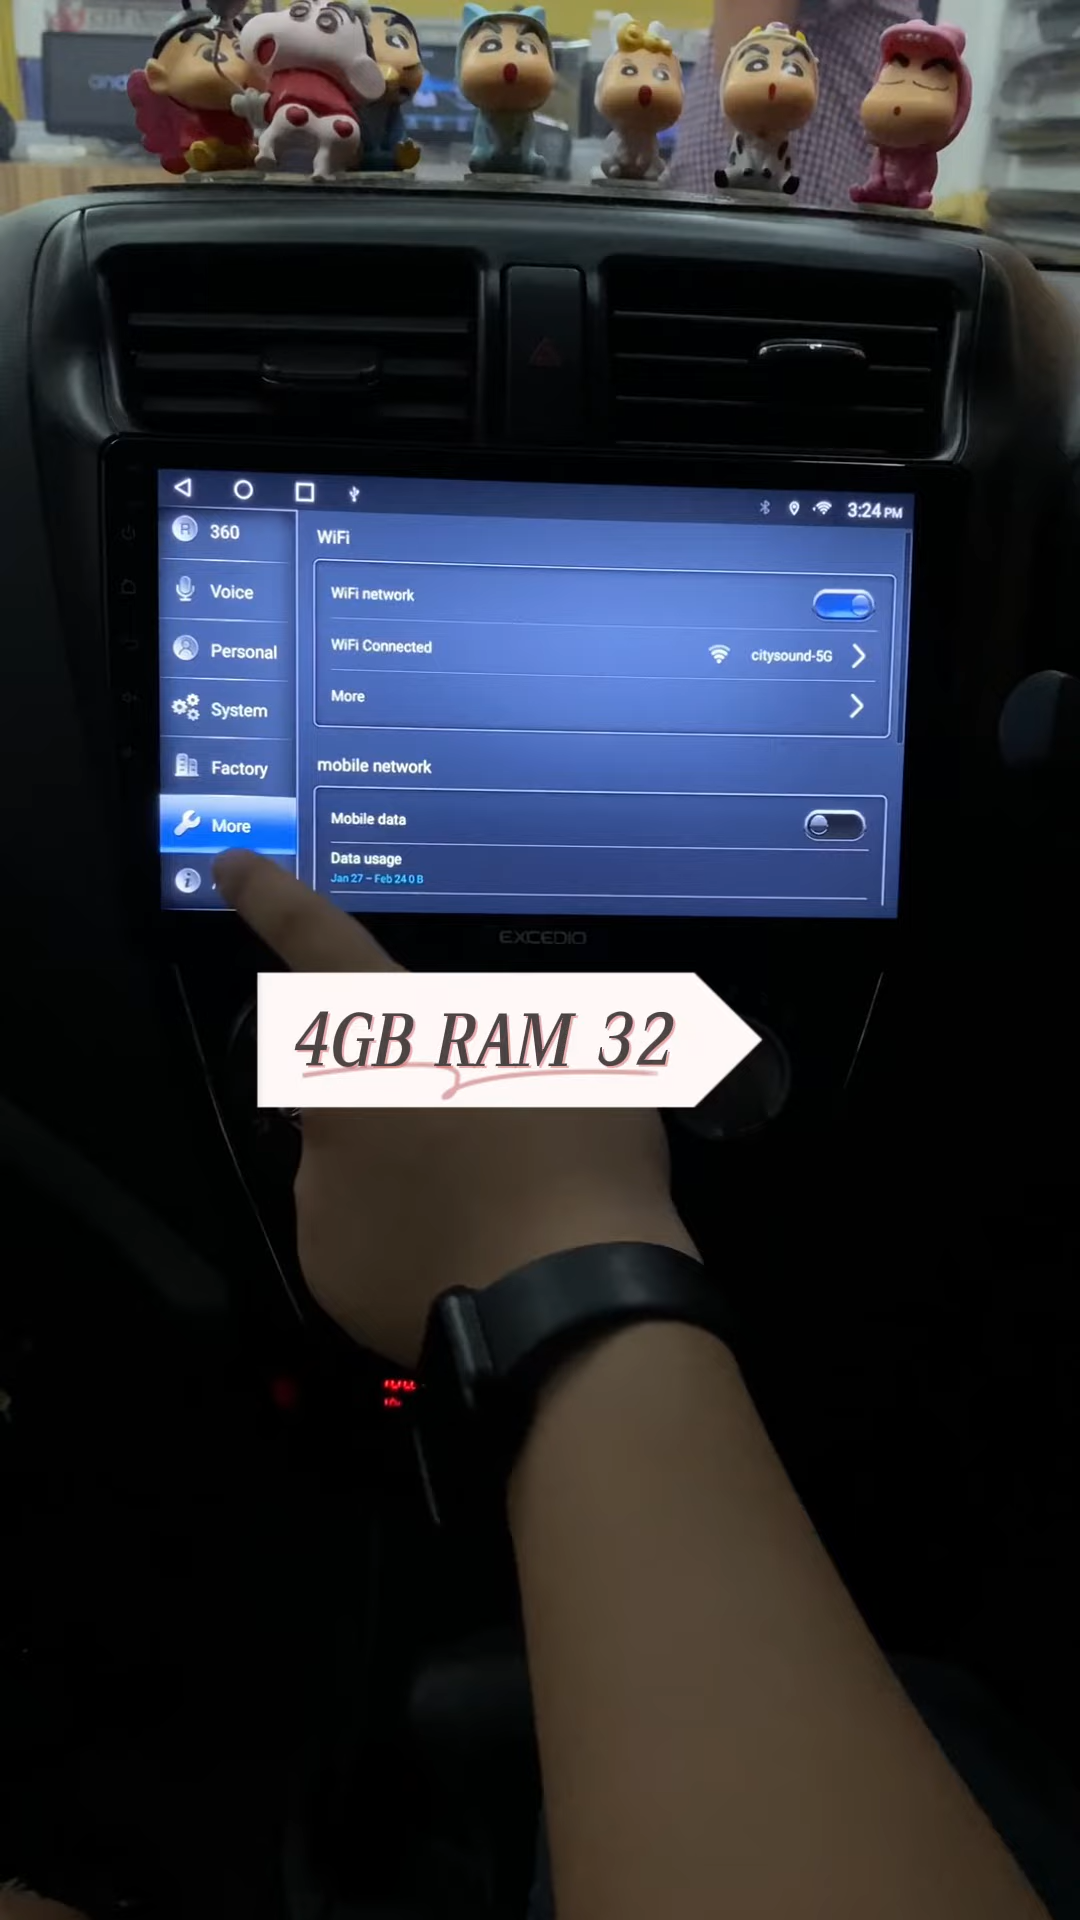 3:24 PM
360
Voice
Personal
System
Factory
More
WiFi
WiFi network
WiFi Connected
citysound-5G
More
mobile network
Mobile data
Data usage
Jan 27 – Feb 24 0 B
EXCEDIO
4GB RAM 32